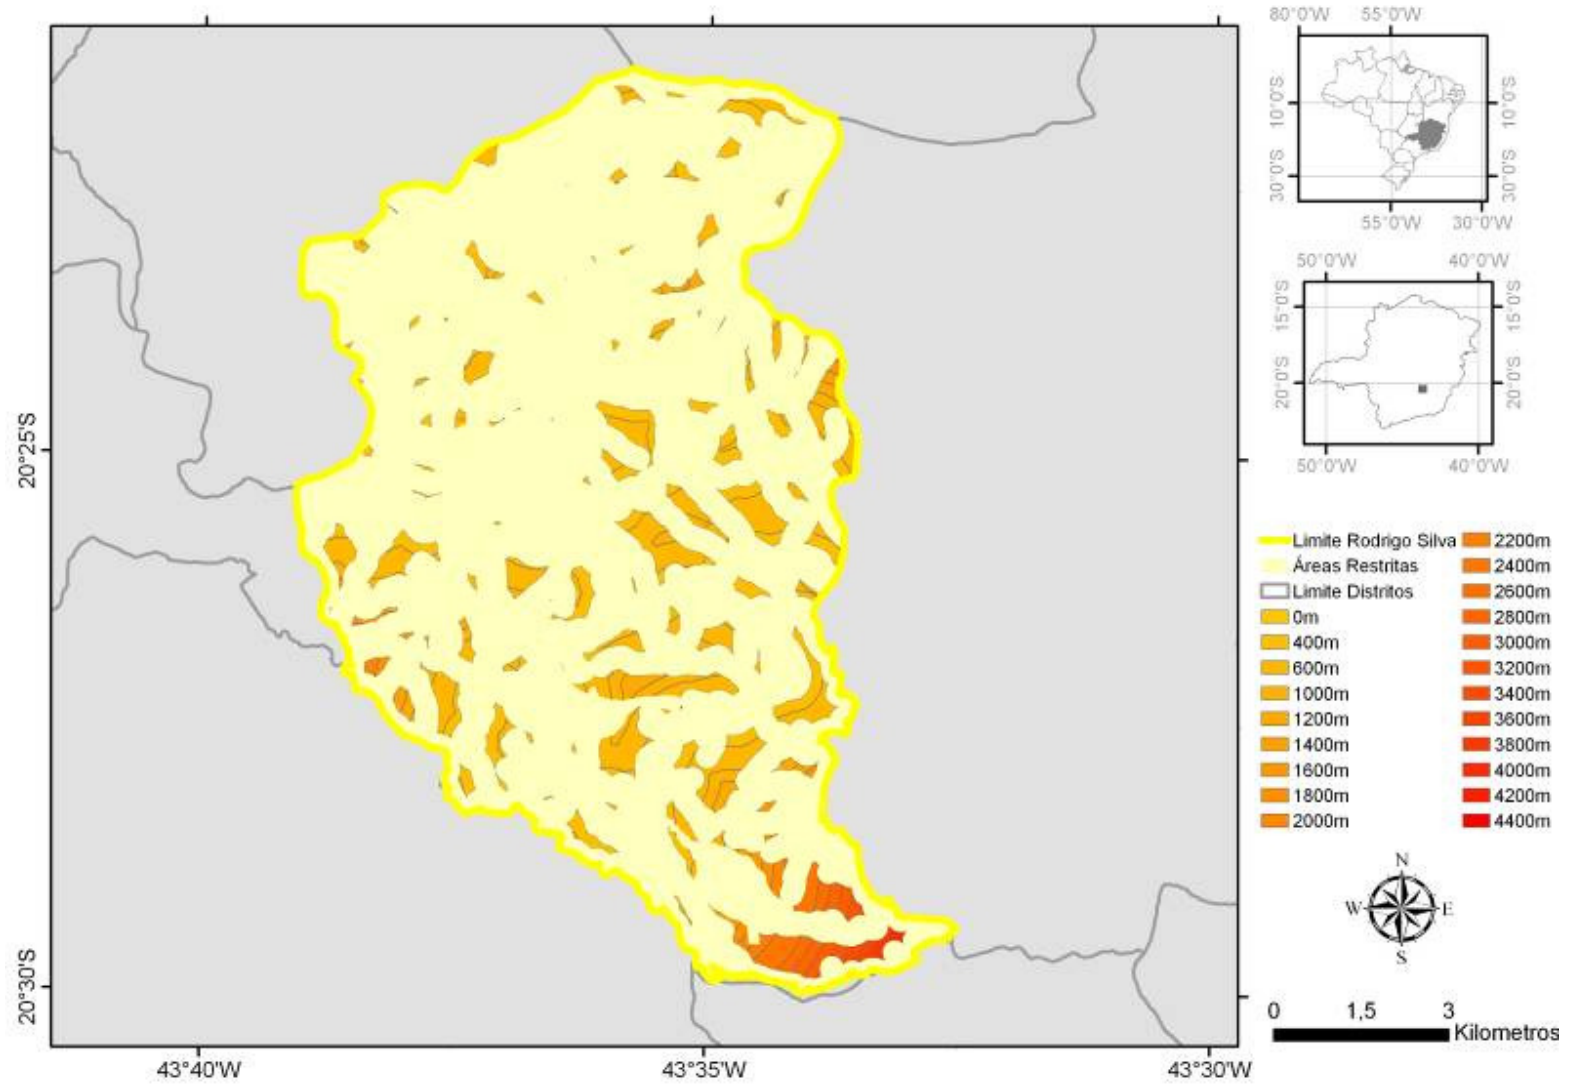 80°0'W 55°0'W
10°0'S
10°0'S
30°0'S
30°0'S
55°0'W 30°0'W
50°0'W 40°0'W
15°0'S
15°0'S
20°0'S
20°0'S
50°0'W 40°0'W
20°25'S
20°30'S
43°40'W 43°35'W 43°30'W
Limite Rodrigo Silva
Áreas Restritas
Limite Distritos
0m
400m
600m
1000m
1200m
1400m
1600m
1800m
2000m
2200m
2400m
2600m
2800m
3000m
3200m
3400m
3600m
3800m
4000m
4200m
4400m
N
W E
S
0 1,5 3
Kilometros